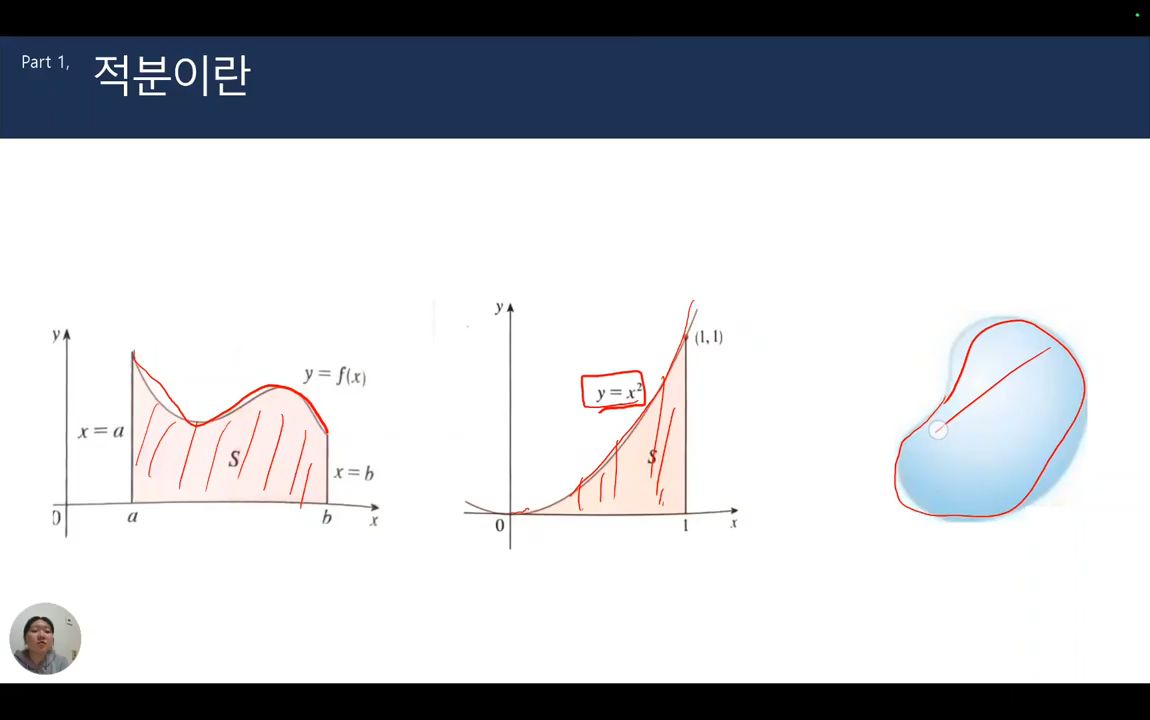 Part 1,
적분이란
y
y = f(x)
x = a
S
x = b
0
a
b
x
y
(1, 1)
y = x²
S
0
1
x